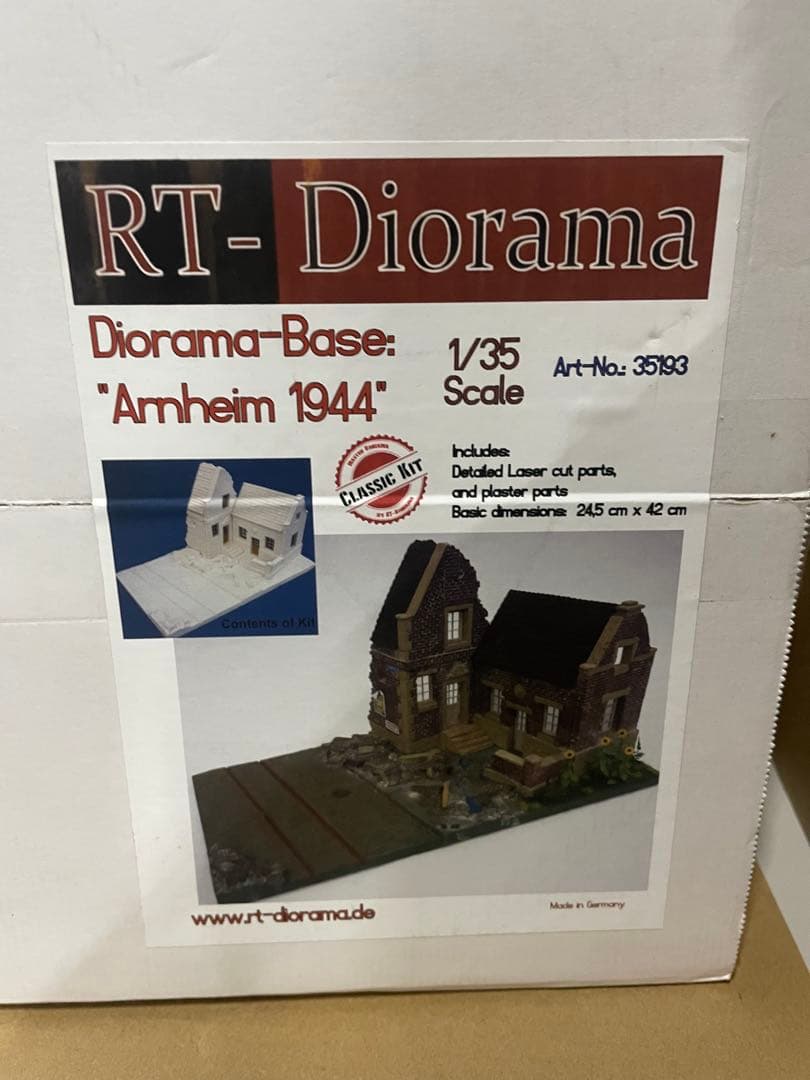 RT- Diorama
Diorama-Base:
"Arnheim 1944"
1/35
Scale
Art-No.: 35193
CLASSIC KIT
Includes:
Detailed Laser cut parts,
and plaster parts
Basic dimensions: 24,5 cm x 42 cm
Contents of Kit
www.rt-diorama.de
Made in Germany